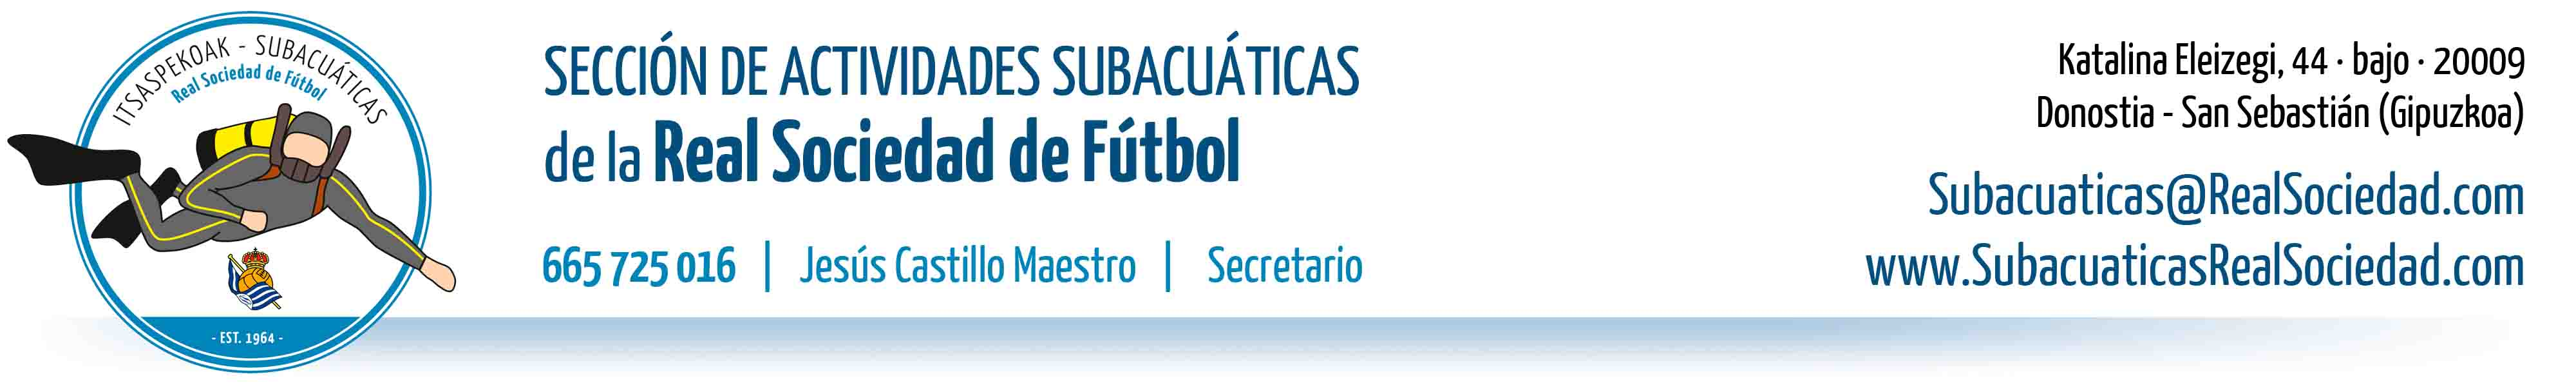 ITSASPEKOAK - SUBACUÁTICAS
Real Sociedad de Fútbol
- EST. 1964 -
SECCIÓN DE ACTIVIDADES SUBACUÁTICAS
de la Real Sociedad de Fútbol
665 725 016 | Jesús Castillo Maestro | Secretario
Katalina Eleizegi, 44 · bajo · 20009
Donostia - San Sebastián (Gipuzkoa)
Subacuaticas@RealSociedad.com
www.SubacuaticasRealSociedad.com